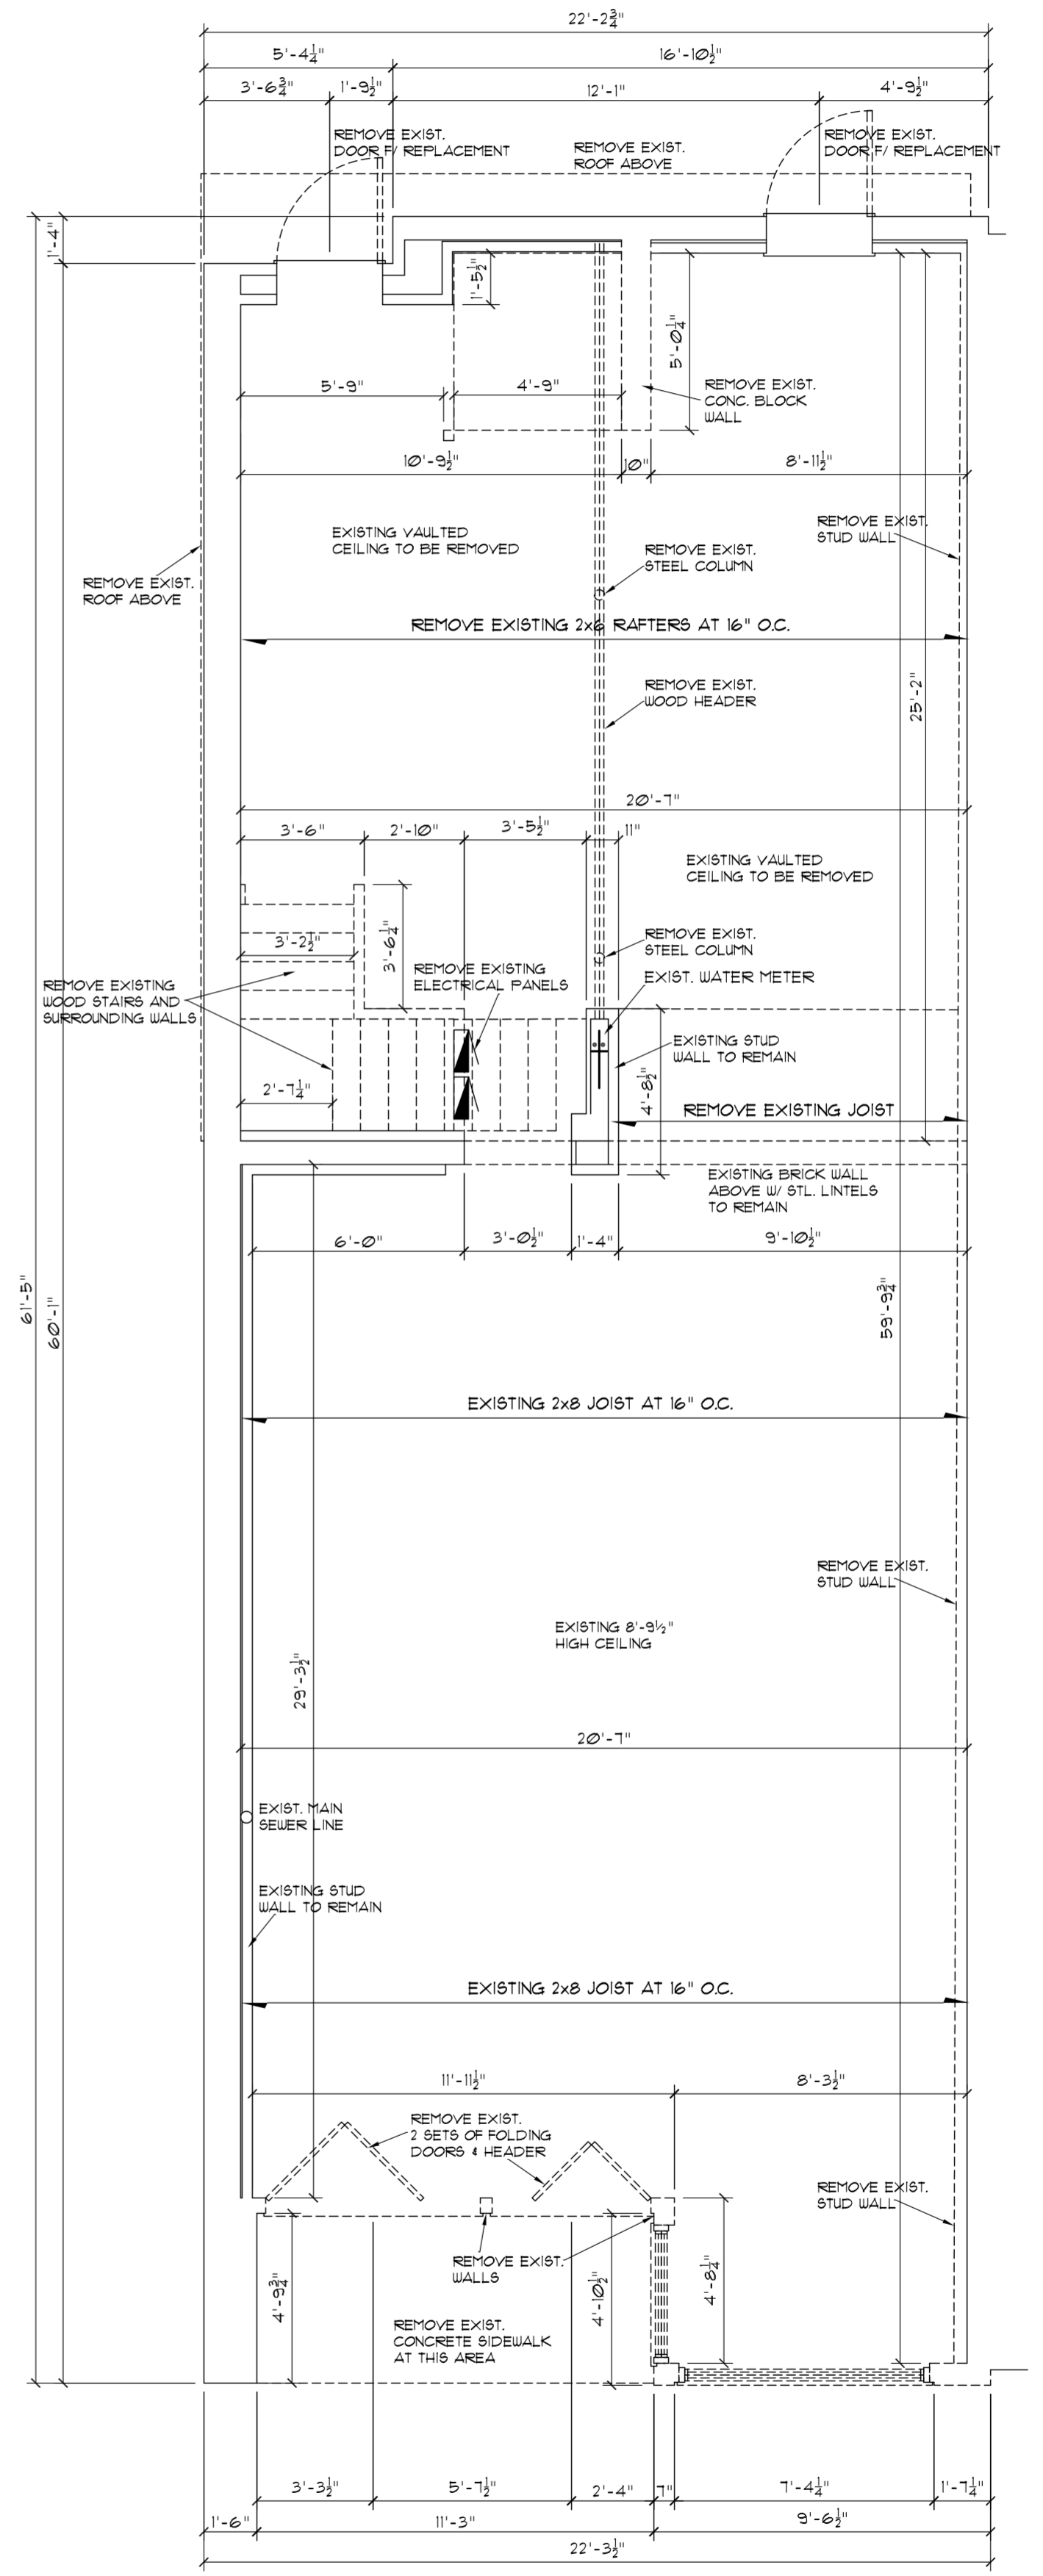 22'-2¾"
5'-4¼"
16'-10½"
3'-6¾"
1'-9½"
12'-1"
4'-9½"
REMOVE EXIST.
DOOR F/ REPLACEMENT
REMOVE EXIST.
ROOF ABOVE
REMOVE EXIST.
DOOR F/ REPLACEMENT
1'-4"
1'-5½"
5'-0¼"
5'-9"
4'-9"
REMOVE EXIST.
CONC. BLOCK
WALL
10'-9½"
10"
8'-11½"
EXISTING VAULTED
CEILING TO BE REMOVED
REMOVE EXIST.
STUD WALL
REMOVE EXIST.
STEEL COLUMN
REMOVE EXIST.
ROOF ABOVE
REMOVE EXISTING 2x6 RAFTERS AT 16" O.C.
REMOVE EXIST.
WOOD HEADER
25'-2"
20'-7"
3'-6"
2'-10"
3'-5½"
11"
EXISTING VAULTED
CEILING TO BE REMOVED
3'-2½"
3'-6¼"
REMOVE EXIST.
STEEL COLUMN
REMOVE EXISTING
ELECTRICAL PANELS
EXIST. WATER METER
REMOVE EXISTING
WOOD STAIRS AND
SURROUNDING WALLS
EXISTING STUD
WALL TO REMAIN
2'-7¼"
4'-8½"
REMOVE EXISTING JOIST
EXISTING BRICK WALL
ABOVE W/ STL. LINTELS
TO REMAIN
6'-0"
3'-0½"
1'-4"
9'-10½"
61'-5"
60'-1"
59'-9¾"
EXISTING 2x8 JOIST AT 16" O.C.
REMOVE EXIST.
STUD WALL
EXISTING 8'-9½"
HIGH CEILING
29'-3½"
20'-7"
EXIST. MAIN
SEWER LINE
EXISTING STUD
WALL TO REMAIN
EXISTING 2x8 JOIST AT 16" O.C.
11'-11½"
8'-3½"
REMOVE EXIST.
2 SETS OF FOLDING
DOORS & HEADER
REMOVE EXIST.
STUD WALL
REMOVE EXIST.
WALLS
4'-9¾"
4'-10½"
4'-8¼"
REMOVE EXIST.
CONCRETE SIDEWALK
AT THIS AREA
3'-3½"
5'-7½"
2'-4"
7"
7'-4¼"
1'-7¼"
1'-6"
11'-3"
9'-6½"
22'-3½"